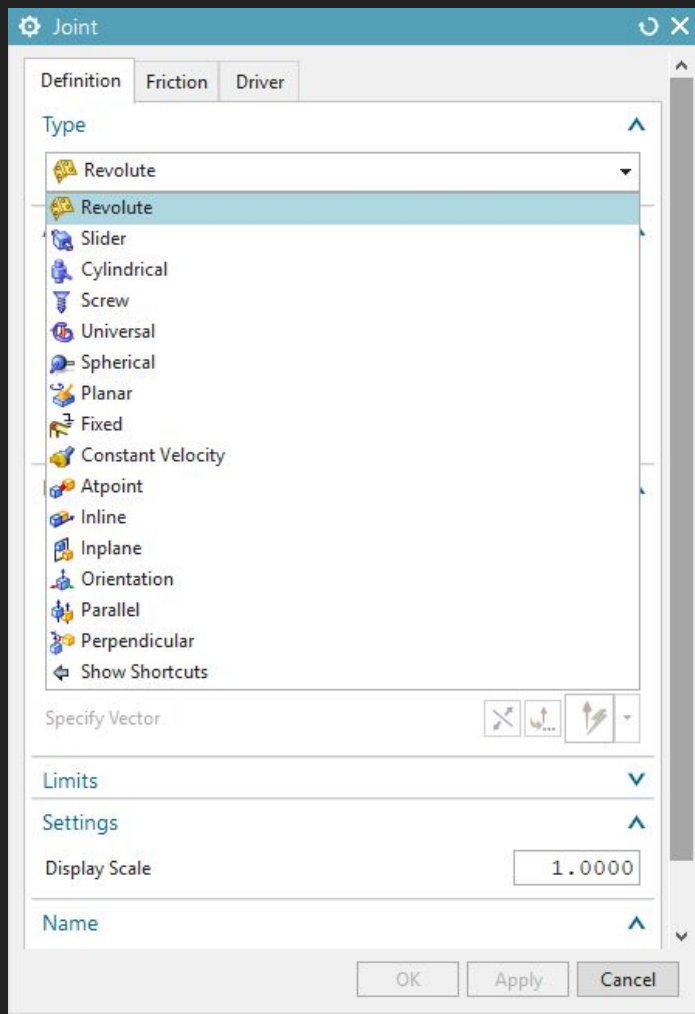 Joint
Definition Friction Driver
Type
Revolute
Revolute
Slider
Cylindrical
Screw
Universal
Spherical
Planar
Fixed
Constant Velocity
Atpoint
Inline
Inplane
Orientation
Parallel
Perpendicular
Show Shortcuts
Specify Vector
Limits
Settings
Display Scale 1.0000
Name
OK Apply Cancel